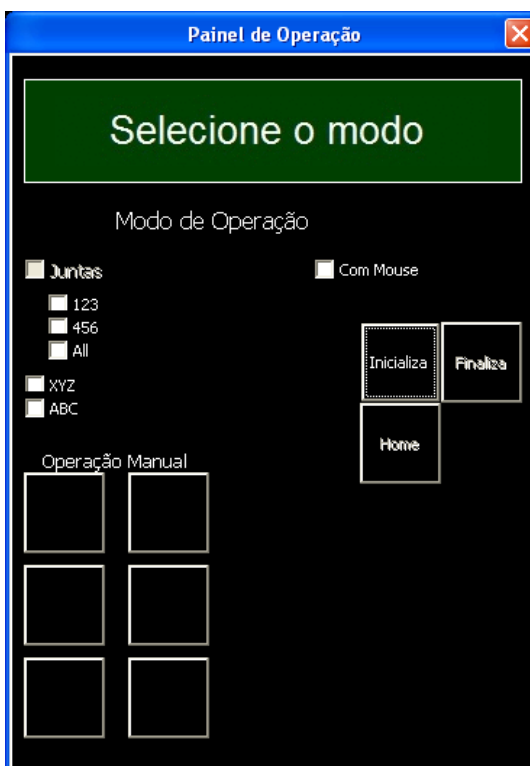 Painel de Operação
Selecione o modo
Modo de Operação
Juntas
Com Mouse
123
456
All
XYZ
ABC
Inicializa
Finaliza
Home
Operação Manual